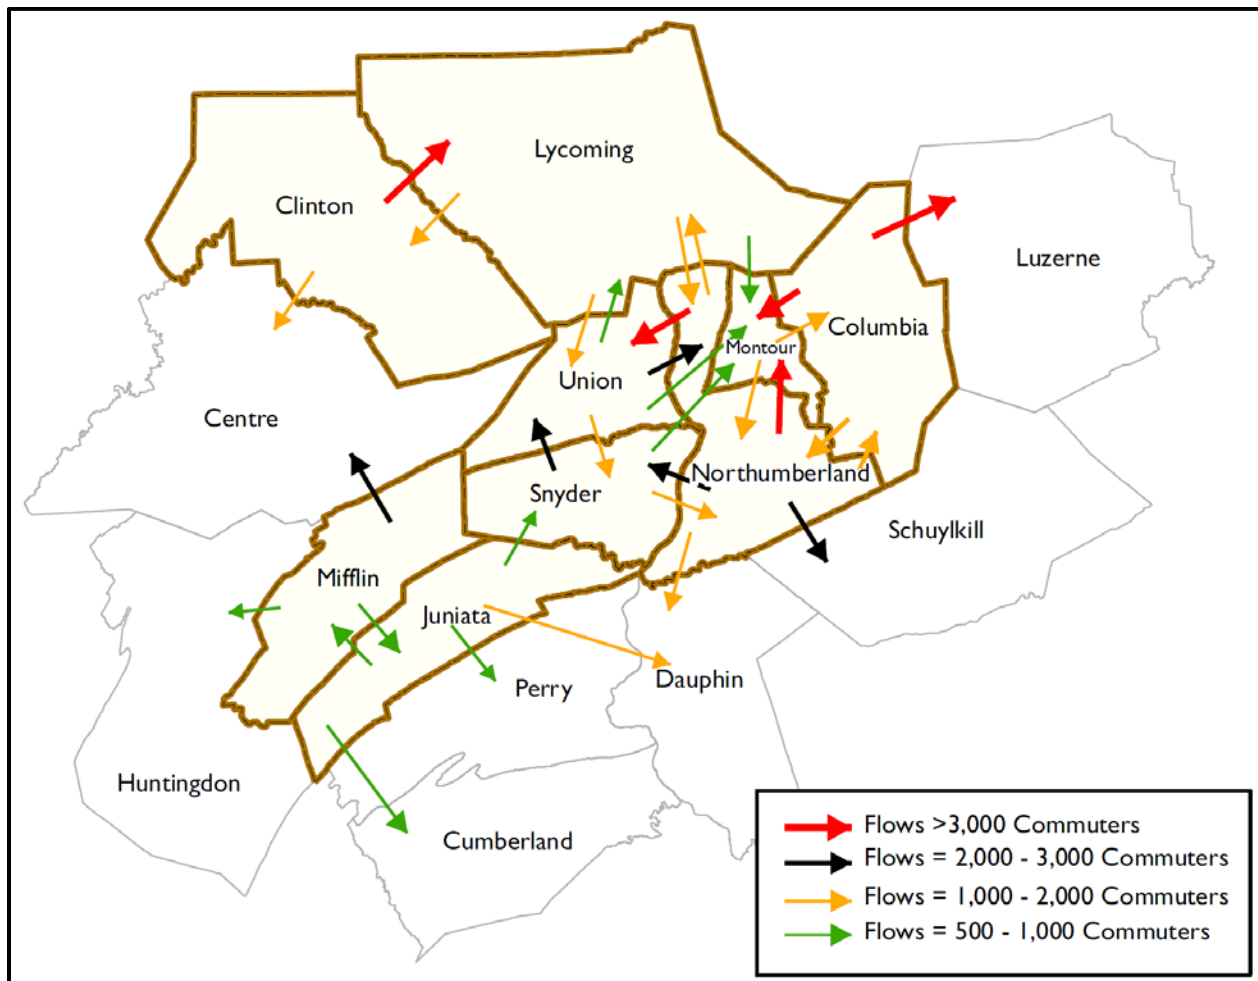 Lycoming
Clinton
Luzerne
Columbia
Montour
Union
Centre
Northumberland
Snyder
Schuylkill
Mifflin
Juniata
Dauphin
Perry
Huntingdon
Cumberland
Flows >3,000 Commuters
Flows = 2,000 - 3,000 Commuters
Flows = 1,000 - 2,000 Commuters
Flows = 500 - 1,000 Commuters